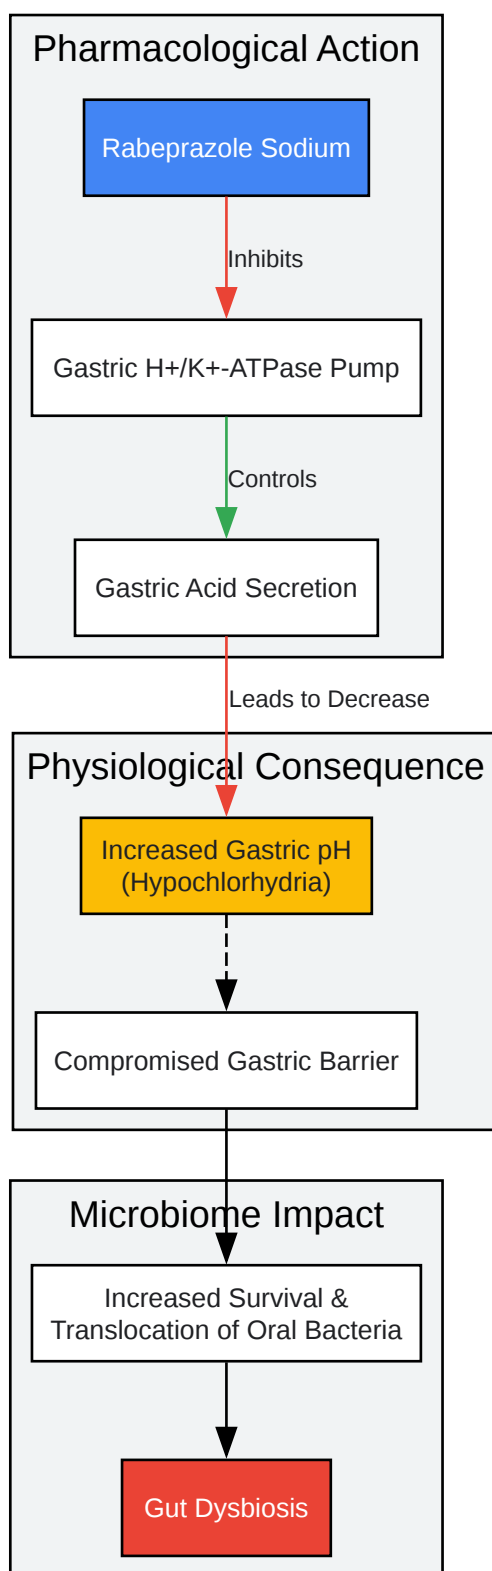 Pharmacological Action
Rabeprazole Sodium
Inhibits
Gastric H+/K+-ATPase Pump
Controls
Gastric Acid Secretion
Leads to Decrease
Physiological Consequence
Increased Gastric pH
(Hypochlorhydria)
Compromised Gastric Barrier
Microbiome Impact
Increased Survival &
Translocation of Oral Bacteria
Gut Dysbiosis